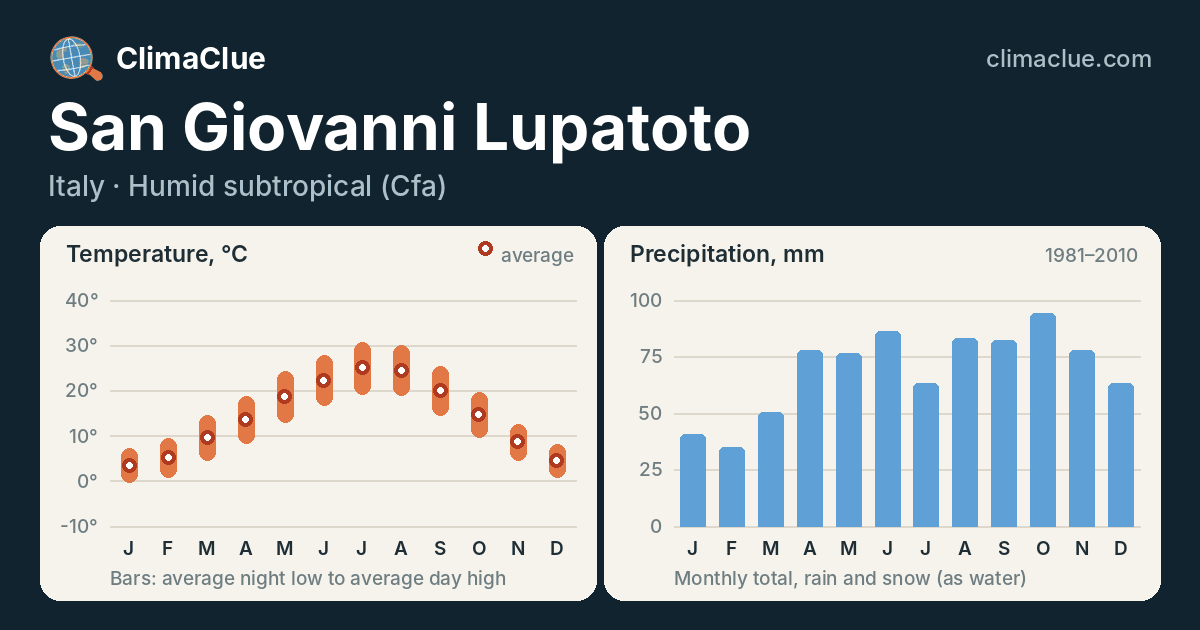 ClimaClue
climaclue.com
San Giovanni Lupatoto
Italy · Humid subtropical (Cfa)
Temperature, °C
average
40°
30°
20°
10°
0°
-10°
J F M A M J J A S O N D
Bars: average night low to average day high
Precipitation, mm
1981–2010
100
75
50
25
0
J F M A M J J A S O N D
Monthly total, rain and snow (as water)